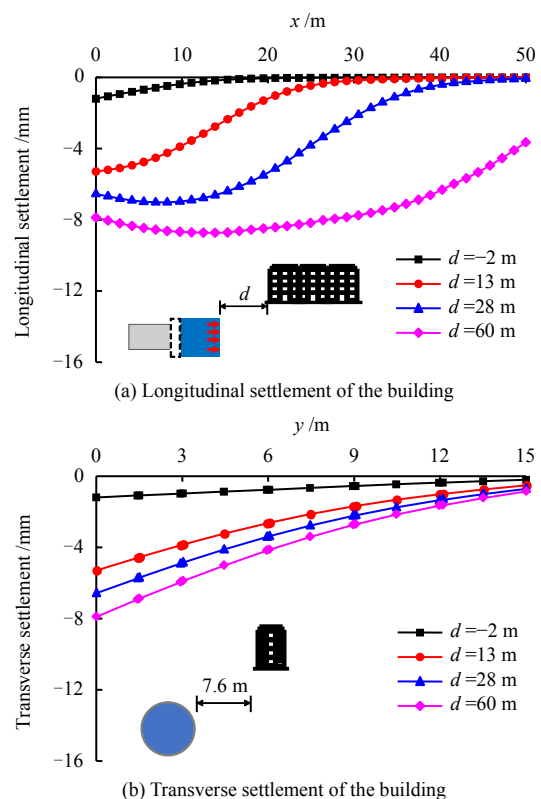 x /m
0 10 20 30 40 50
0
−4
−8
−12
−16
Longitudinal settlement /mm
d =−2 m
d =13 m
d =28 m
d =60 m
d
(a) Longitudinal settlement of the building
y /m
0 3 6 9 12 15
0
−4
−8
−12
−16
Transverse settlement /mm
d =−2 m
d =13 m
d =28 m
d =60 m
7.6 m
(b) Transverse settlement of the building